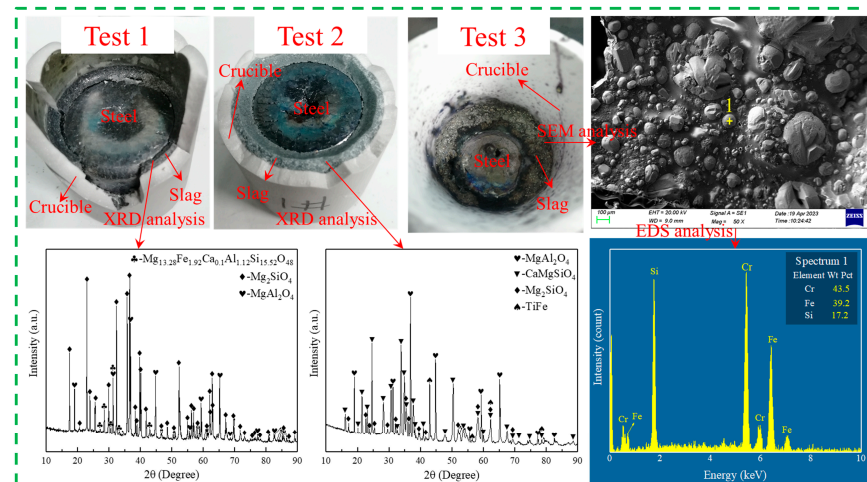 Test 1
Test 2
Test 3
Crucible
Crucible
Steel
Steel
1
SEM analysis
Steel
Slag
Slag
Slag
Crucible
XRD analysis
XRD analysis
100 µm
EHT = 20.00 kV
Signal A = SE1
Date :19 Apr 2023
WD = 9.0 mm
Mag = 50 X
Time :10:24:42
ZEISS
EDS analysis
♣-Mg13.28Fe1.92Ca0.1Al1.12Si15.52O48
♦-Mg2SiO4
♥-MgAl2O4
Intensity (a.u.)
10 20 30 40 50 60 70 80 90
2θ (Degree)
♥-MgAl2O4
▼-CaMgSiO4
♦-Mg2SiO4
♠-TiFe
Intensity (a.u.)
10 20 30 40 50 60 70 80 90
2θ (Degree)
Spectrum 1
Element Wt Pct
Cr 43.5
Fe 39.2
Si 17.2
Si
Cr
Fe
Cr
Fe
Cr
Fe
Intensity (count)
0 2 4 6 8 10
Energy (keV)